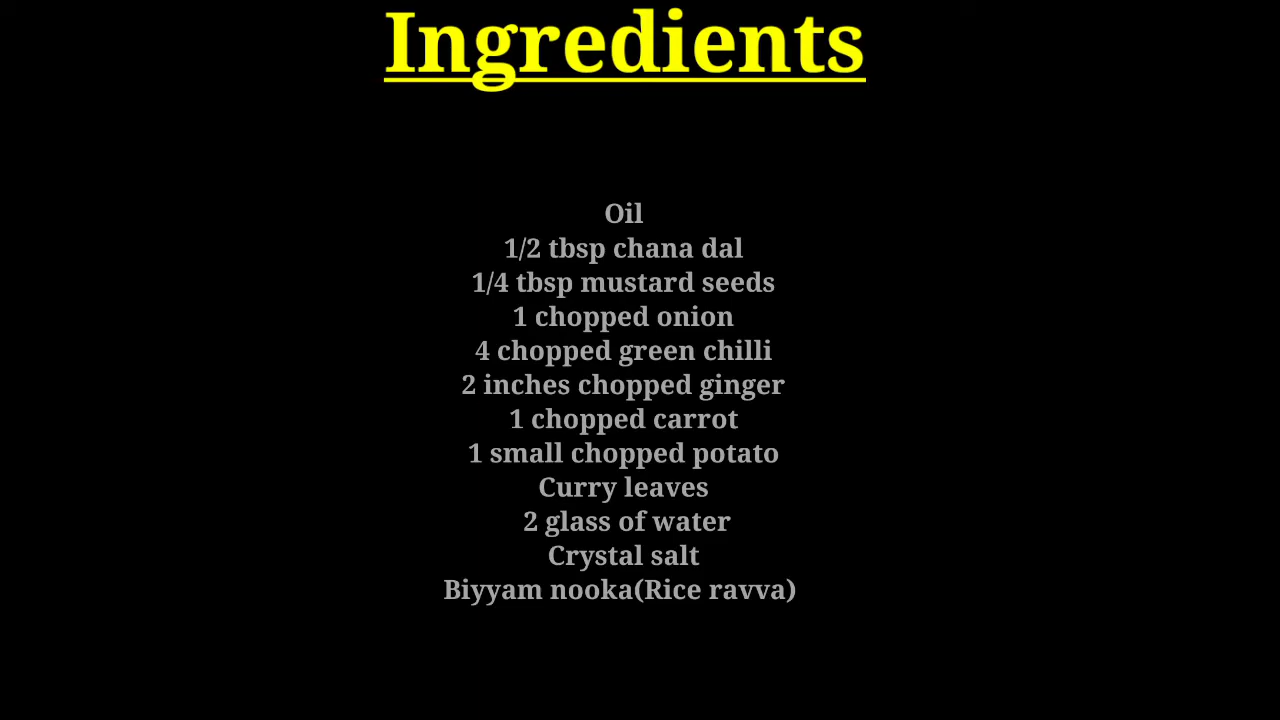 Ingredients
Oil
1/2 tbsp chana dal
1/4 tbsp mustard seeds
1 chopped onion
4 chopped green chilli
2 inches chopped ginger
1 chopped carrot
1 small chopped potato
Curry leaves
2 glass of water
Crystal salt
Biyyam nooka(Rice ravva)